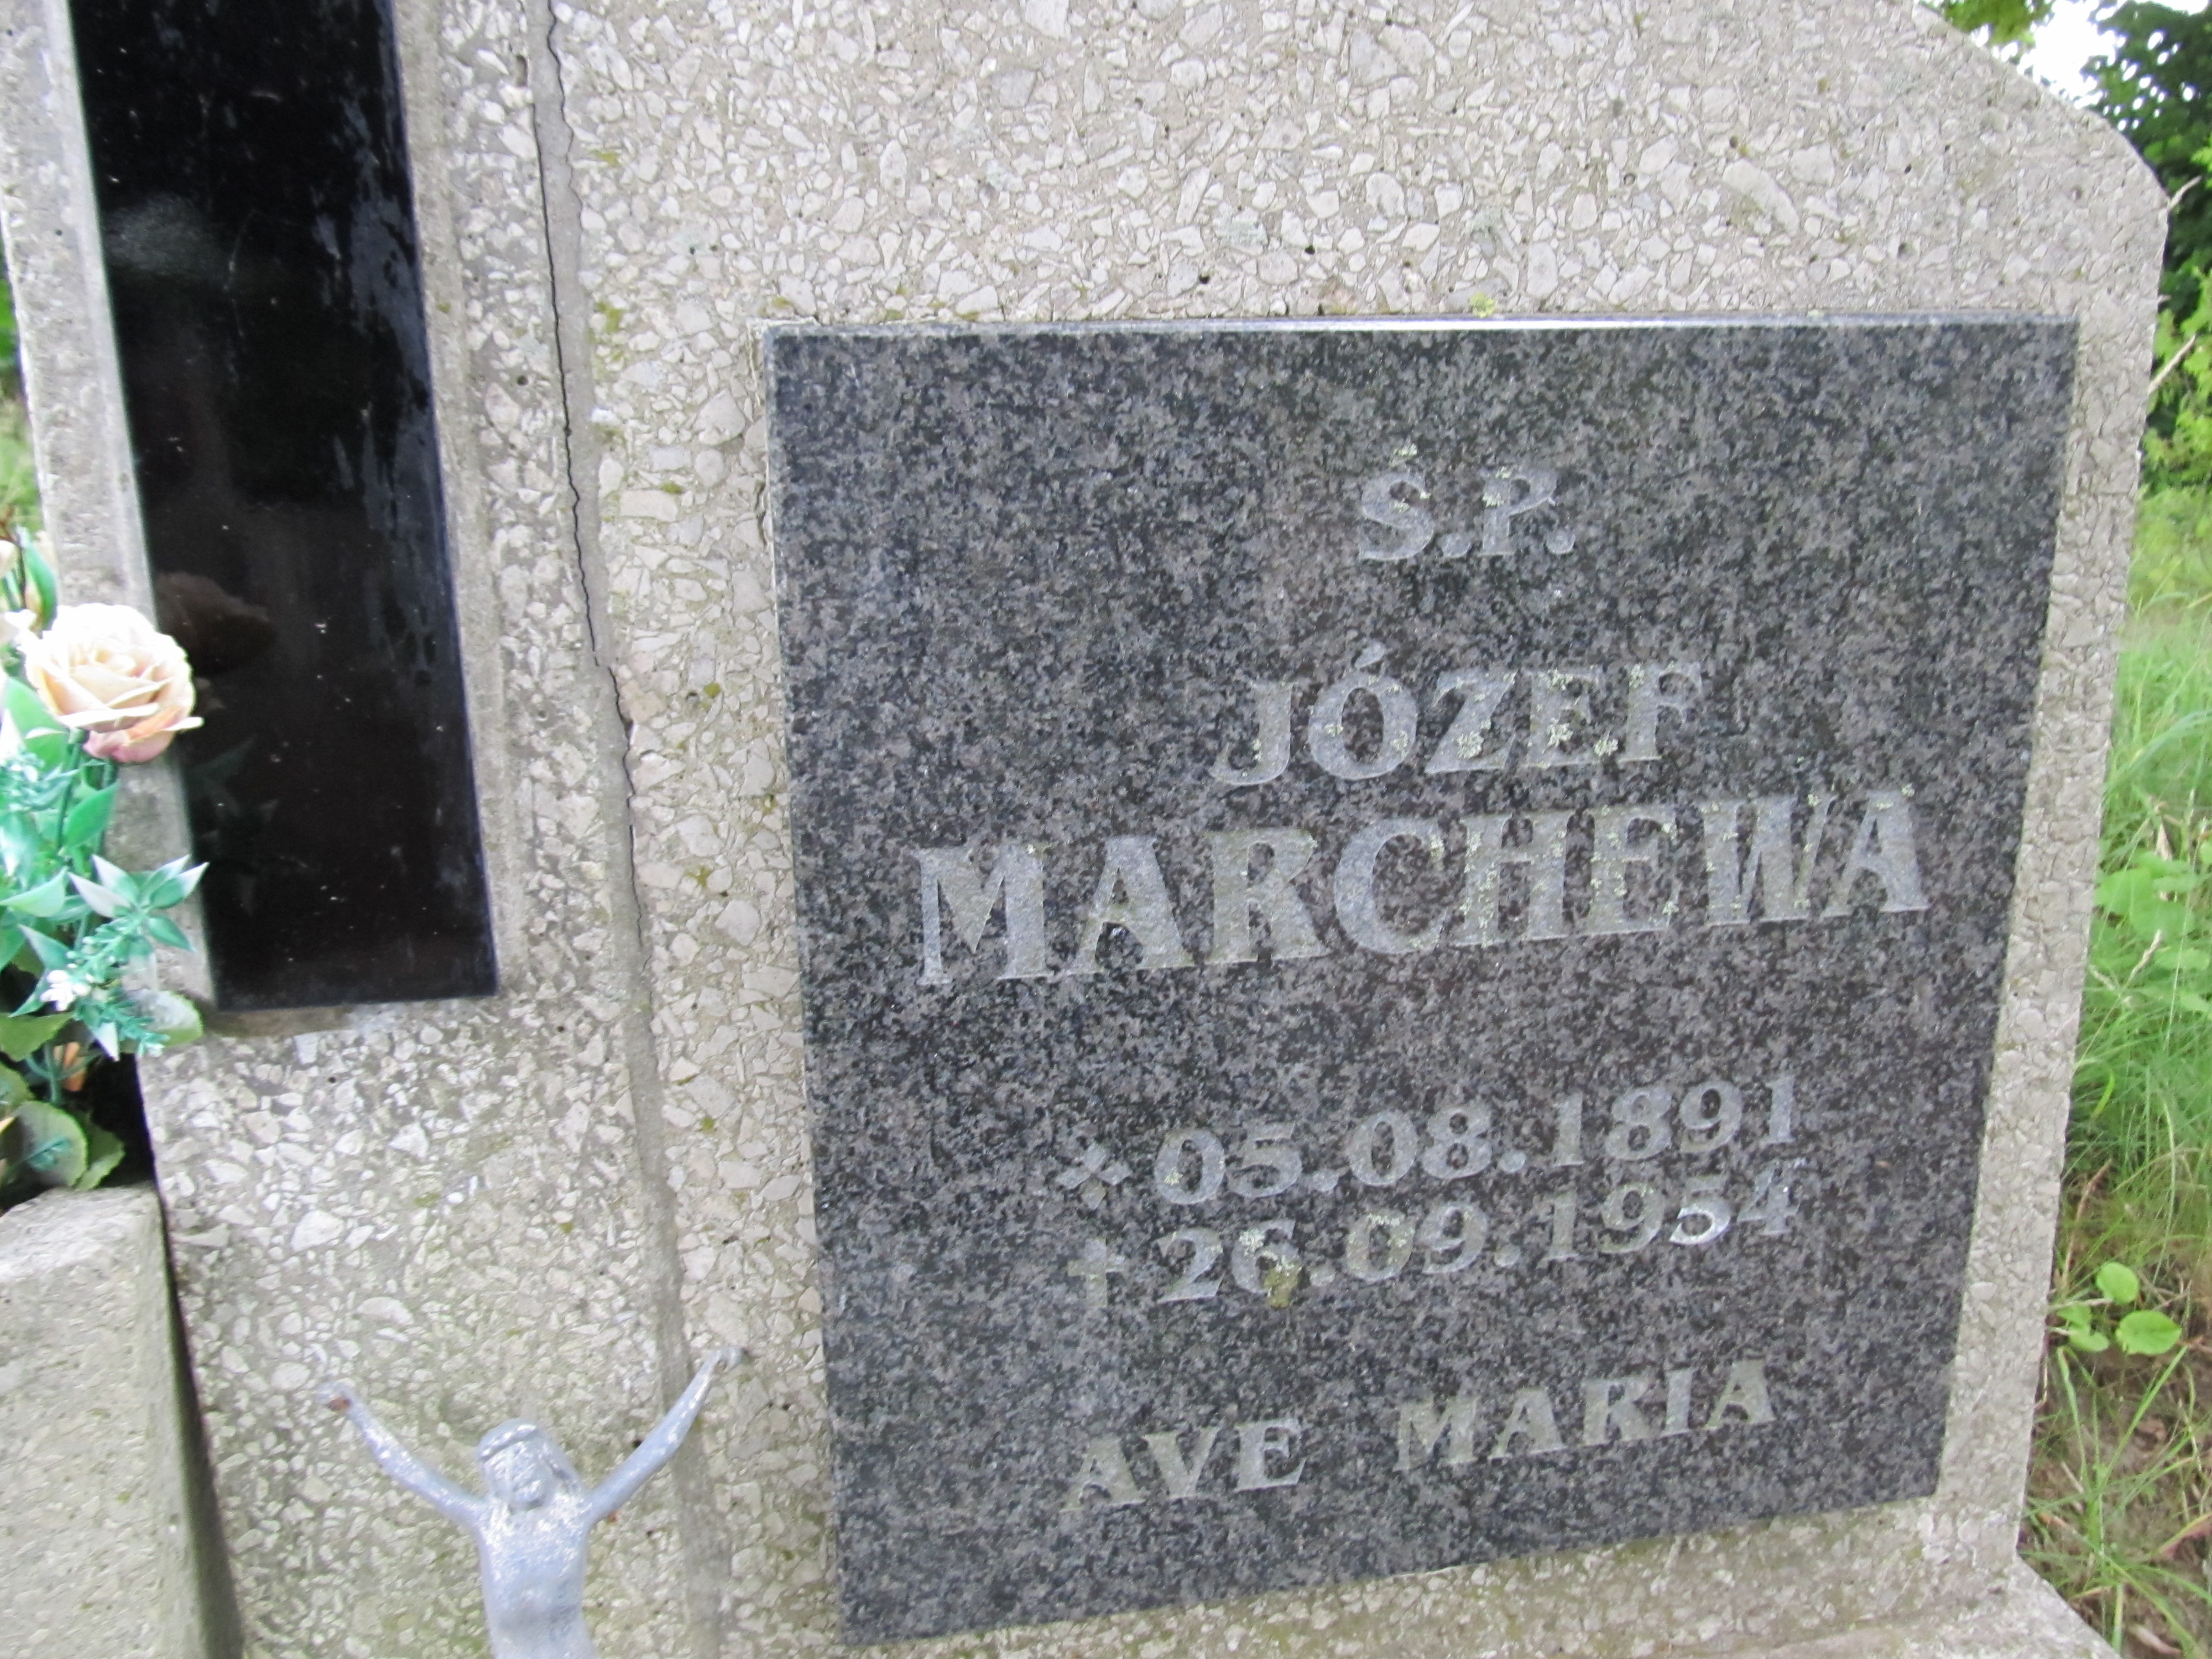 Ś.P.
JÓZEF
MARCHEWA
* 05.08.1891
† 26.09.1954
AVE MARIA